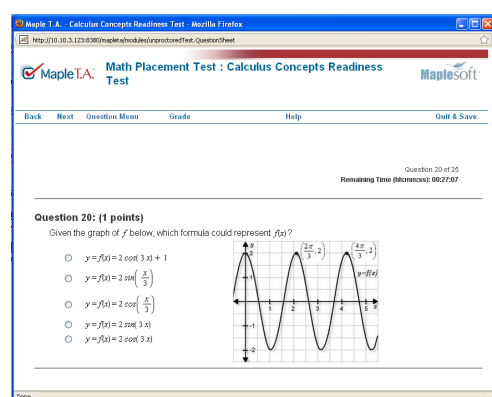 Maple T.A. - Calculus Concepts Readiness Test - Mozilla Firefox
http://10.10.3.123:8380/mapleta/modules/unproctoredTest.QuestionSheet
MapleT.A.
Math Placement Test : Calculus Concepts Readiness
Test
Maplesoft
Back Next Question Menu Grade Help Quit & Save
Question 20 of 25
Remaining Time (hh:mm:ss): 00:27:07
Question 20: (1 points)
Given the graph of f below, which formula could represent f(x)?
y = f(x) = 2 cos( 3 x) + 1
y = f(x) = 2 sin( x/3 )
y = f(x) = 2 cos( x/3 )
y = f(x) = 2 sin( 3 x)
y = f(x) = 2 cos( 3 x)
y
(2π/3, 2) (4π/3, 2)
2
1
y=f(x)
1 2 3 4 5 x
-1
-2
Done